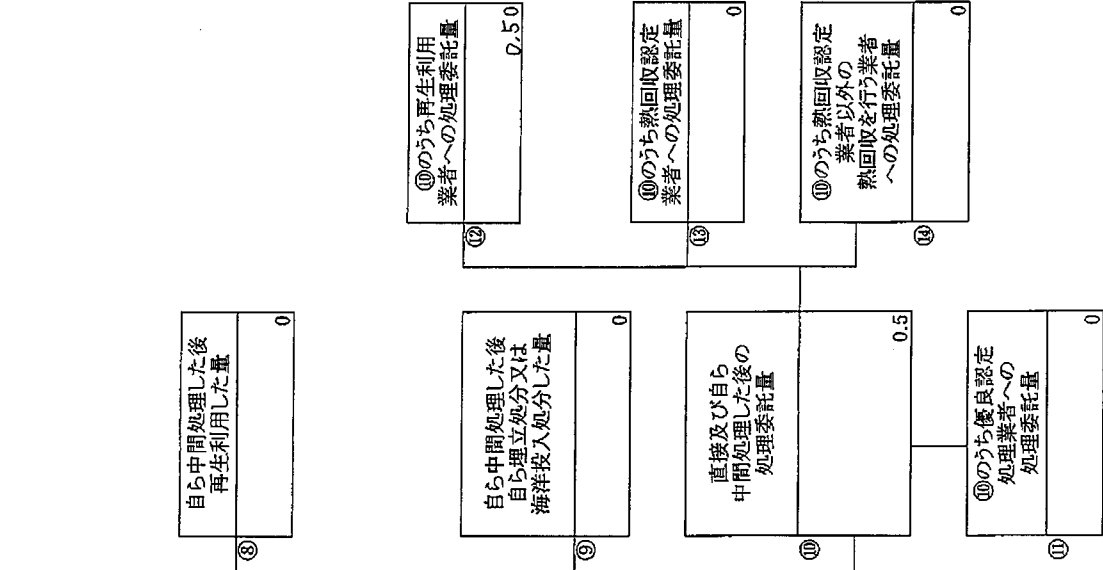 ⑧
自ら中間処理した後
再生利用した量
0
⑨
自ら中間処理した後
自ら埋立処分又は
海洋投入処分した量
0
⑩
直接及び自ら
中間処理した後の
処理委託量
0.5
⑪
⑩のうち優良認定
処理業者への
処理委託量
0
⑫
⑩のうち再生利用
業者への処理委託量
0.50
⑬
⑩のうち熱回収認定
業者への処理委託量
0
⑭
⑩のうち熱回収認定
業者以外の
熱回収を行う業者
への処理委託量
0